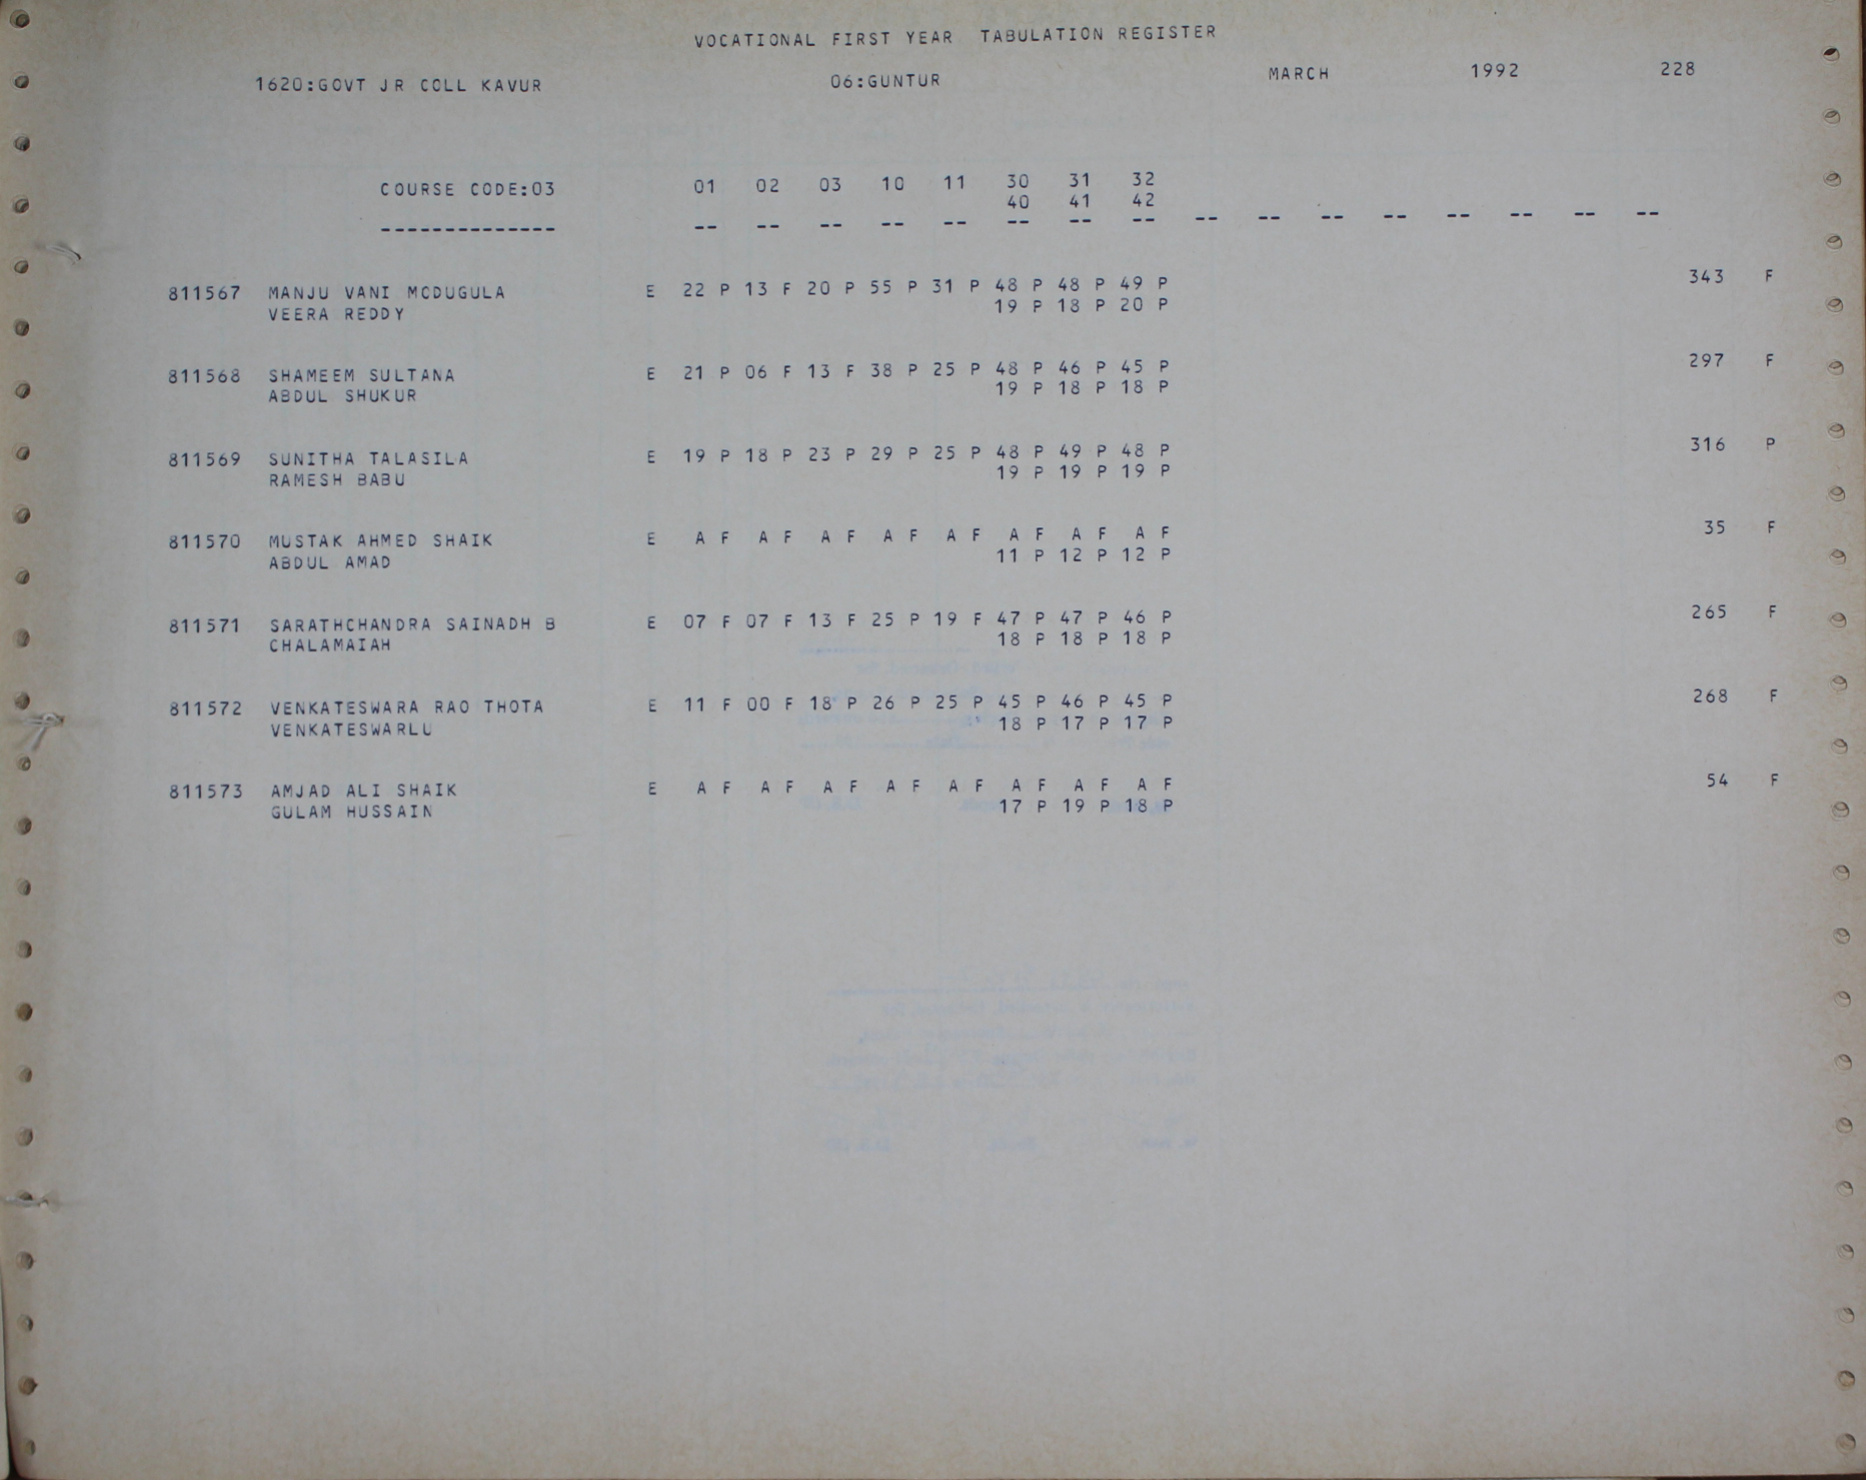 VOCATIONAL FIRST YEAR TABULATION REGISTER
1620:GOVT JR COLL KAVUR 06:GUNTUR MARCH 1992 228
COURSE CODE:03 01 02 03 10 11 30 31 32
40 41 42
-------------- -- -- -- -- -- -- -- -- -- -- -- -- -- -- -- --
811567 MANJU VANI MCDUGULA E 22 P 13 F 20 P 55 P 31 P 48 P 48 P 49 P 343 F
VEERA REDDY 19 P 18 P 20 P
811568 SHAMEEM SULTANA E 21 P 06 F 13 F 38 P 25 P 48 P 46 P 45 P 297 F
ABDUL SHUKUR 19 P 18 P 18 P
811569 SUNITHA TALASILA E 19 P 18 P 23 P 29 P 25 P 48 P 49 P 48 P 316 P
RAMESH BABU 19 P 19 P 19 P
811570 MUSTAK AHMED SHAIK E A F A F A F A F A F A F A F A F 35 F
ABDUL AMAD 11 P 12 P 12 P
811571 SARATHCHANDRA SAINADH B E 07 F 07 F 13 F 25 P 19 F 47 P 47 P 46 P 265 F
CHALAMAIAH 18 P 18 P 18 P
811572 VENKATESWARA RAO THOTA E 11 F 00 F 18 P 26 P 25 P 45 P 46 P 45 P 268 F
VENKATESWARLU 18 P 17 P 17 P
811573 AMJAD ALI SHAIK E A F A F A F A F A F A F A F A F 54 F
GULAM HUSSAIN 17 P 19 P 18 P